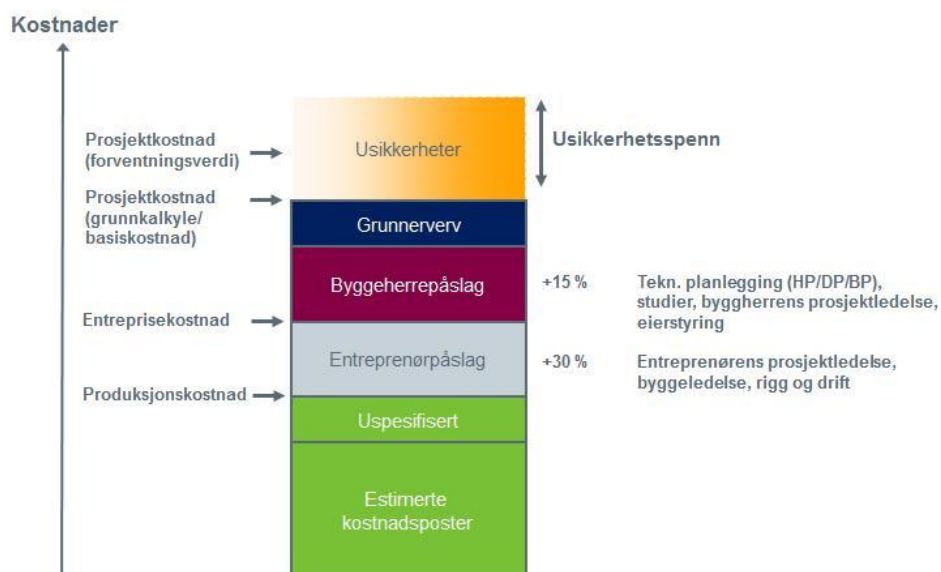 Kostnader
Usikkerheter
Usikkerhetsspenn
Prosjektkostnad
(forventningsverdi)
Prosjektkostnad
(grunnkalkyle/
basiskostnad)
Grunnerverv
Byggeherrepåslag
+15 %
Tekn. planlegging (HP/DP/BP),
studier, byggherrens prosjektledelse,
eierstyring
Entreprisekostnad
Entreprenørpåslag
+30 %
Entreprenørens prosjektledelse,
byggeledelse, rigg og drift
Produksjonskostnad
Uspesifisert
Estimerte
kostnadsposter